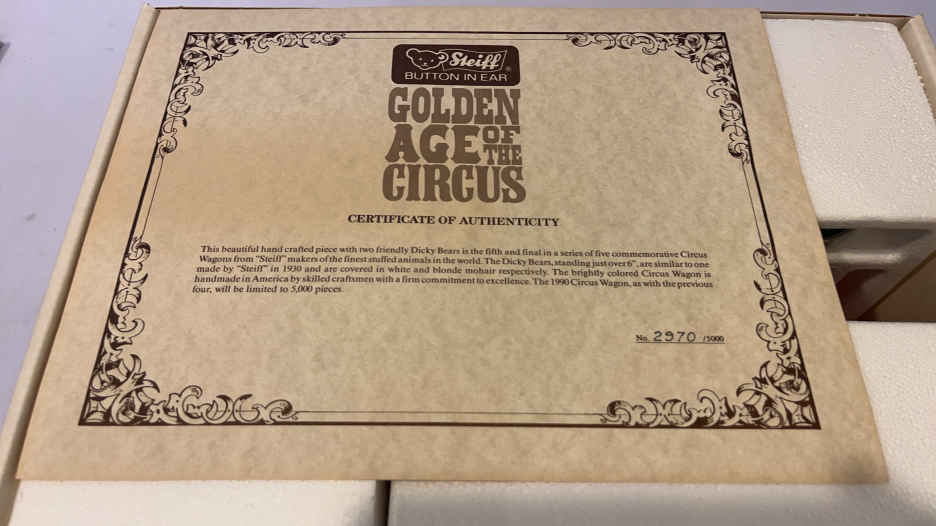 Steiff®
BUTTON IN EAR
GOLDEN
AGE OF
THE
CIRCUS
CERTIFICATE OF AUTHENTICITY
This beautiful hand crafted piece with two friendly Dicky Bears is the fifth and final in a series of five commemorative Circus
Wagons from "Steiff" makers of the finest stuffed animals in the world. The Dicky Bears, standing just over 6", are similar to one
made by "Steiff" in 1930 and are covered in white and blonde mohair respectively. The brightly colored Circus Wagon is
handmade in America by skilled craftsmen with a firm commitment to excellence. The 1990 Circus Wagon, as with the previous
four, will be limited to 5,000 pieces.
No. 2970 /5000